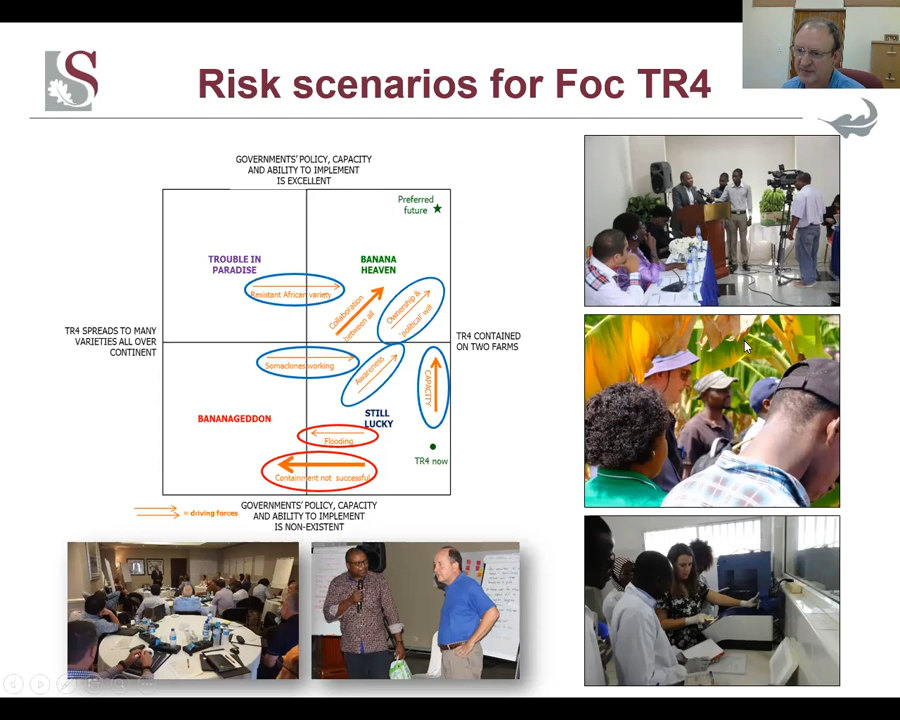 S
Risk scenarios for Foc TR4
GOVERNMENTS' POLICY, CAPACITY
AND ABILITY TO IMPLEMENT
IS EXCELLENT
Preferred
future
TROUBLE IN
PARADISE
BANANA
HEAVEN
Resistant African variety
Collaboration
between all
Ownership &
'political' will
TR4 SPREADS TO MANY
VARIETIES ALL OVER
CONTINENT
TR4 CONTAINED
ON TWO FARMS
Somaclones working
Awareness
CAPACITY
BANANAGEDDON
STILL
LUCKY
Flooding
TR4 now
Containment not successful
= driving forces
GOVERNMENTS' POLICY, CAPACITY
AND ABILITY TO IMPLEMENT
IS NON-EXISTENT